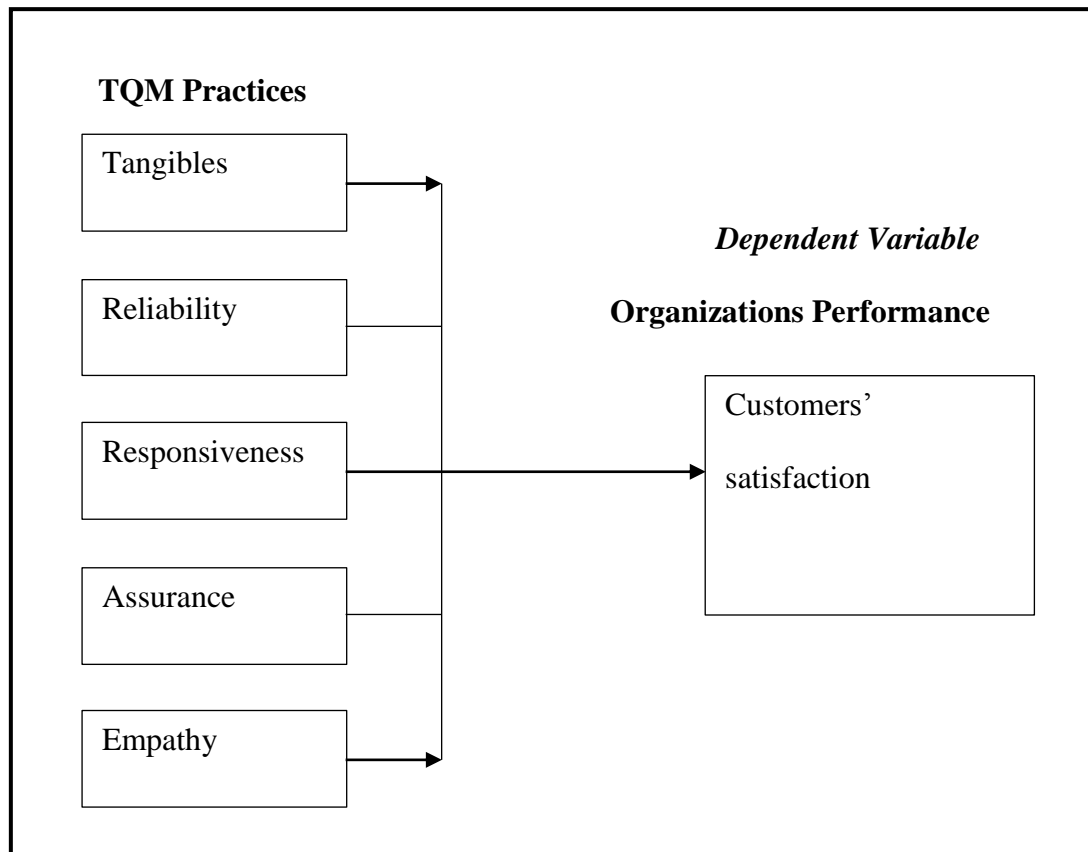 TQM Practices
Tangibles
Reliability
Responsiveness
Assurance
Empathy
Dependent Variable
Organizations Performance
Customers’
satisfaction